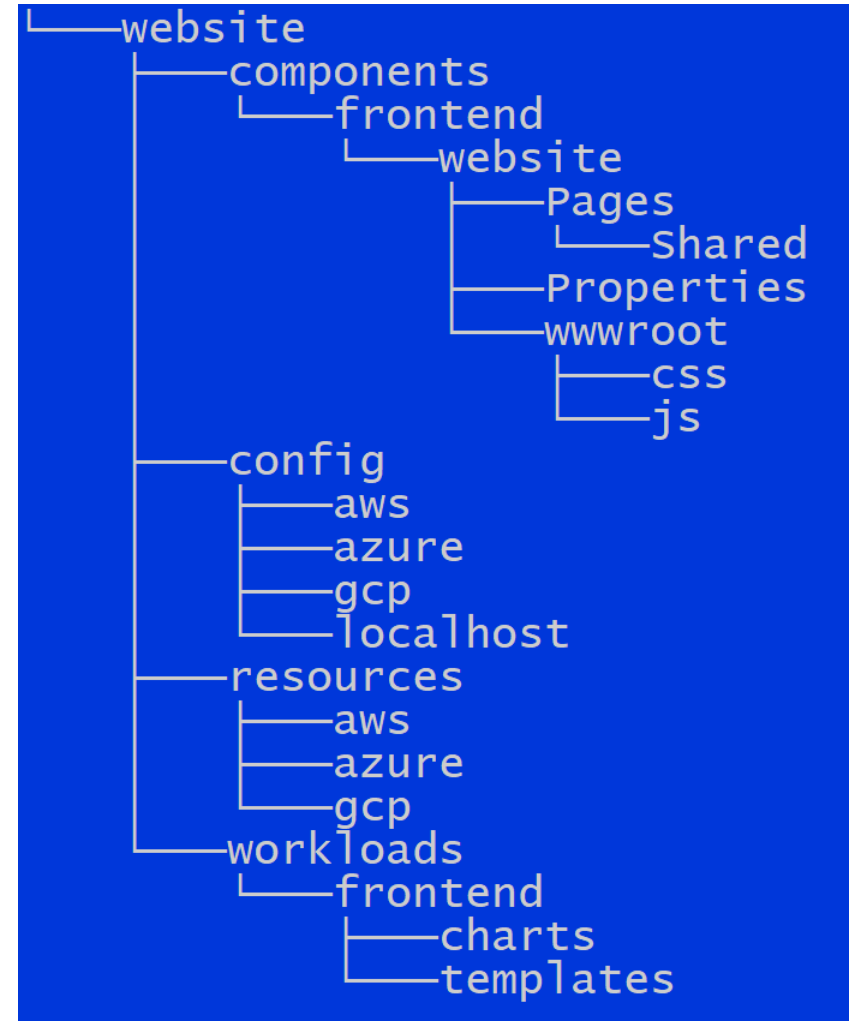 website
components
frontend
website
Pages
Shared
Properties
wwwroot
css
js
config
aws
azure
gcp
localhost
resources
aws
azure
gcp
workloads
frontend
charts
templates